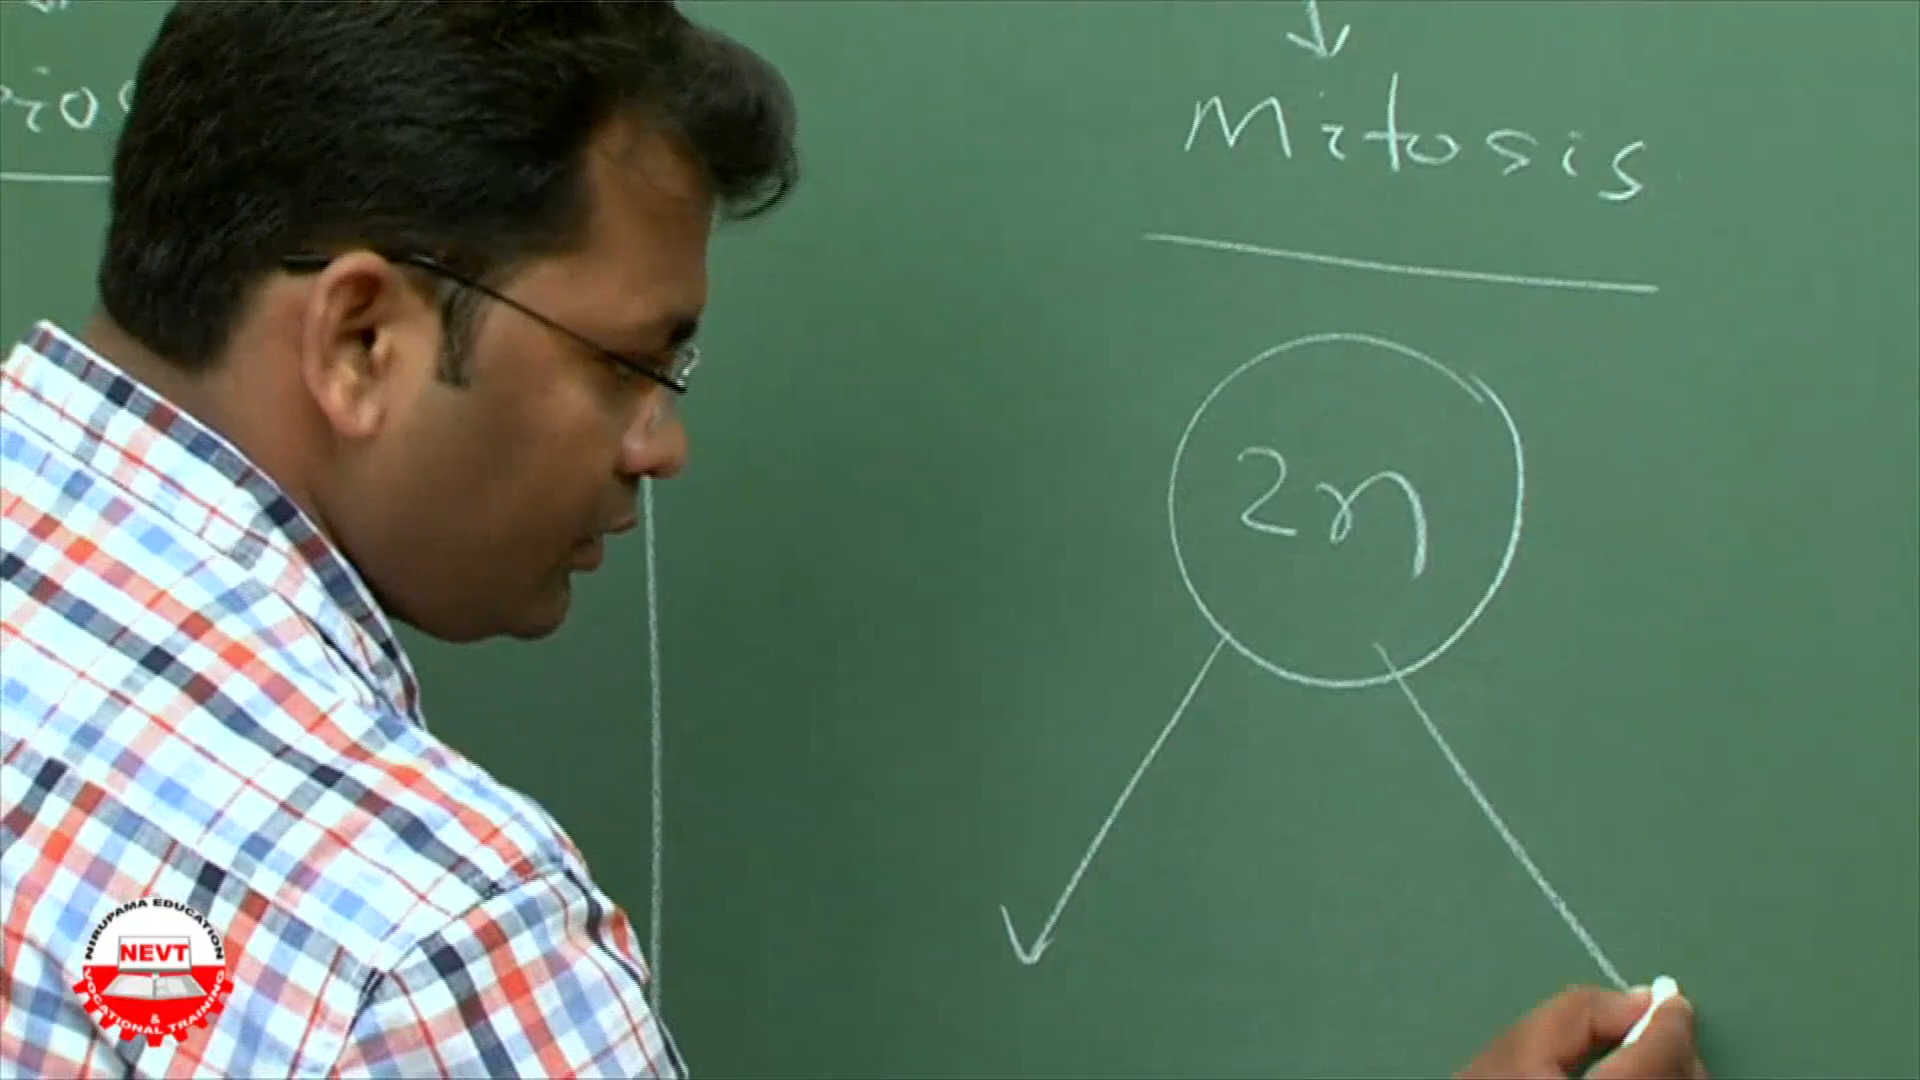 Mitosis
2n
NIRUPAMA EDUCATION
NEVT
&
VOCATIONAL TRAINING